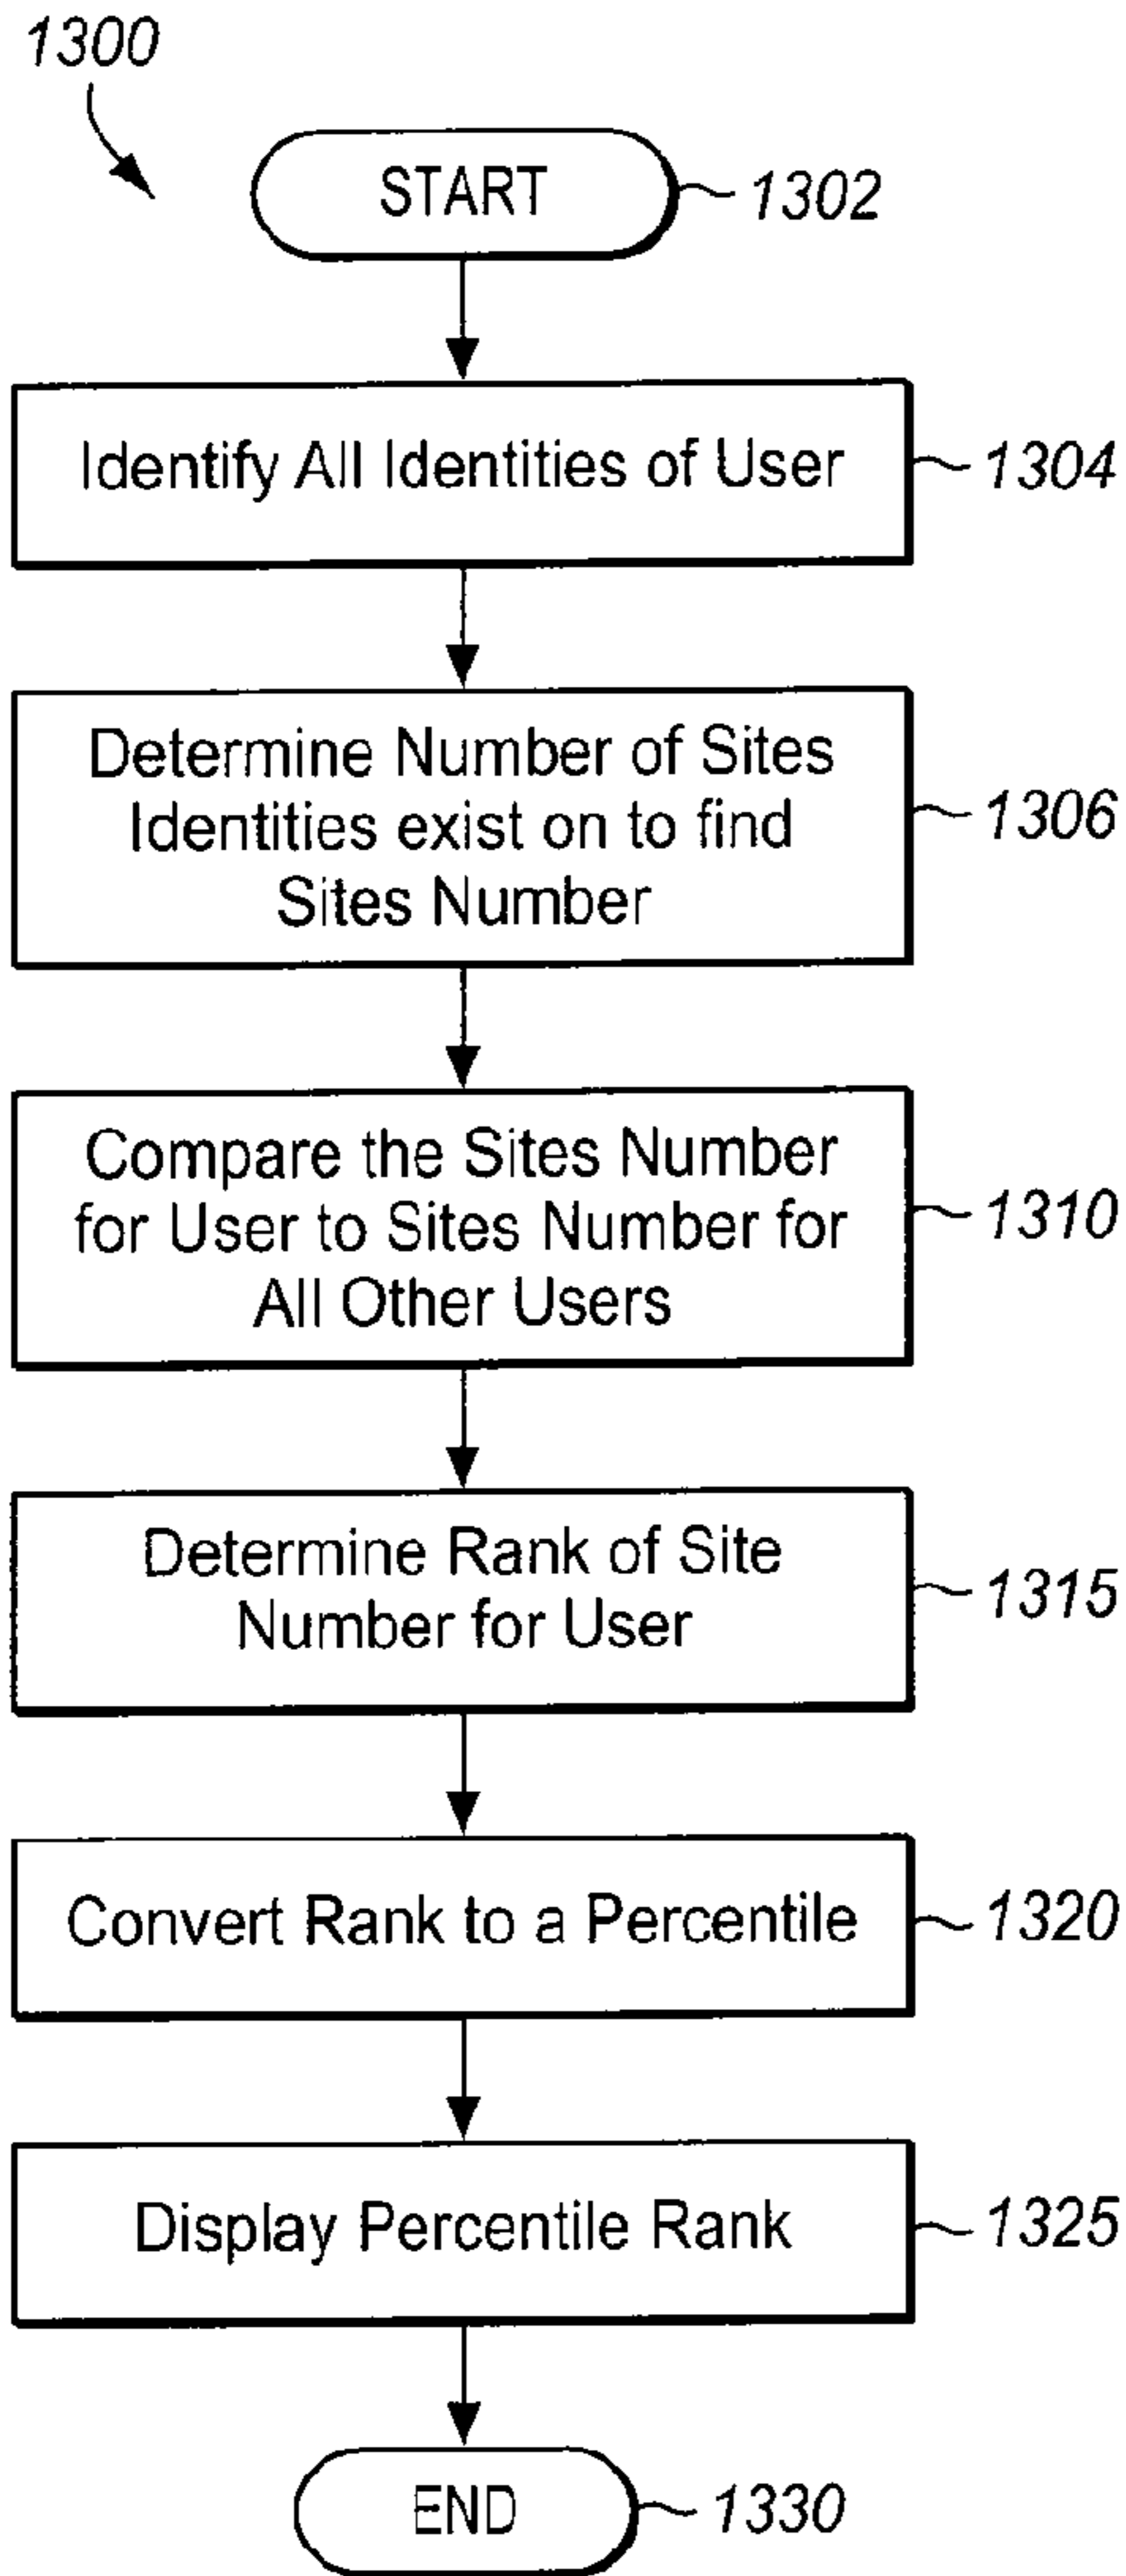 1300
START
1302
Identify All Identities of User
1304
Determine Number of Sites
Identities exist on to find
Sites Number
1306
Compare the Sites Number
for User to Sites Number for
All Other Users
1310
Determine Rank of Site
Number for User
1315
Convert Rank to a Percentile
1320
Display Percentile Rank
1325
END
1330